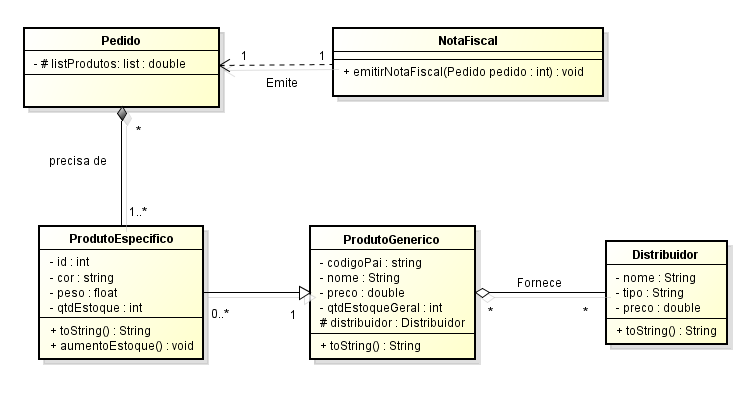 Pedido
- # listProdutos: list : double
NotaFiscal
+ emitirNotaFiscal(Pedido pedido : int) : void
1
1
Emite
*
precisa de
1..*
ProdutoEspecifico
- id : int
- cor : string
- peso : float
- qtdEstoque : int
+ toString() : String
+ aumentoEstoque() : void
0..*
1
ProdutoGenerico
- codigoPai : string
- nome : String
- preco : double
- qtdEstoqueGeral : int
# distribuidor : Distribuidor
+ toString() : String
Fornece
*
*
Distribuidor
- nome : String
- tipo : String
- preco : double
+ toString() : String